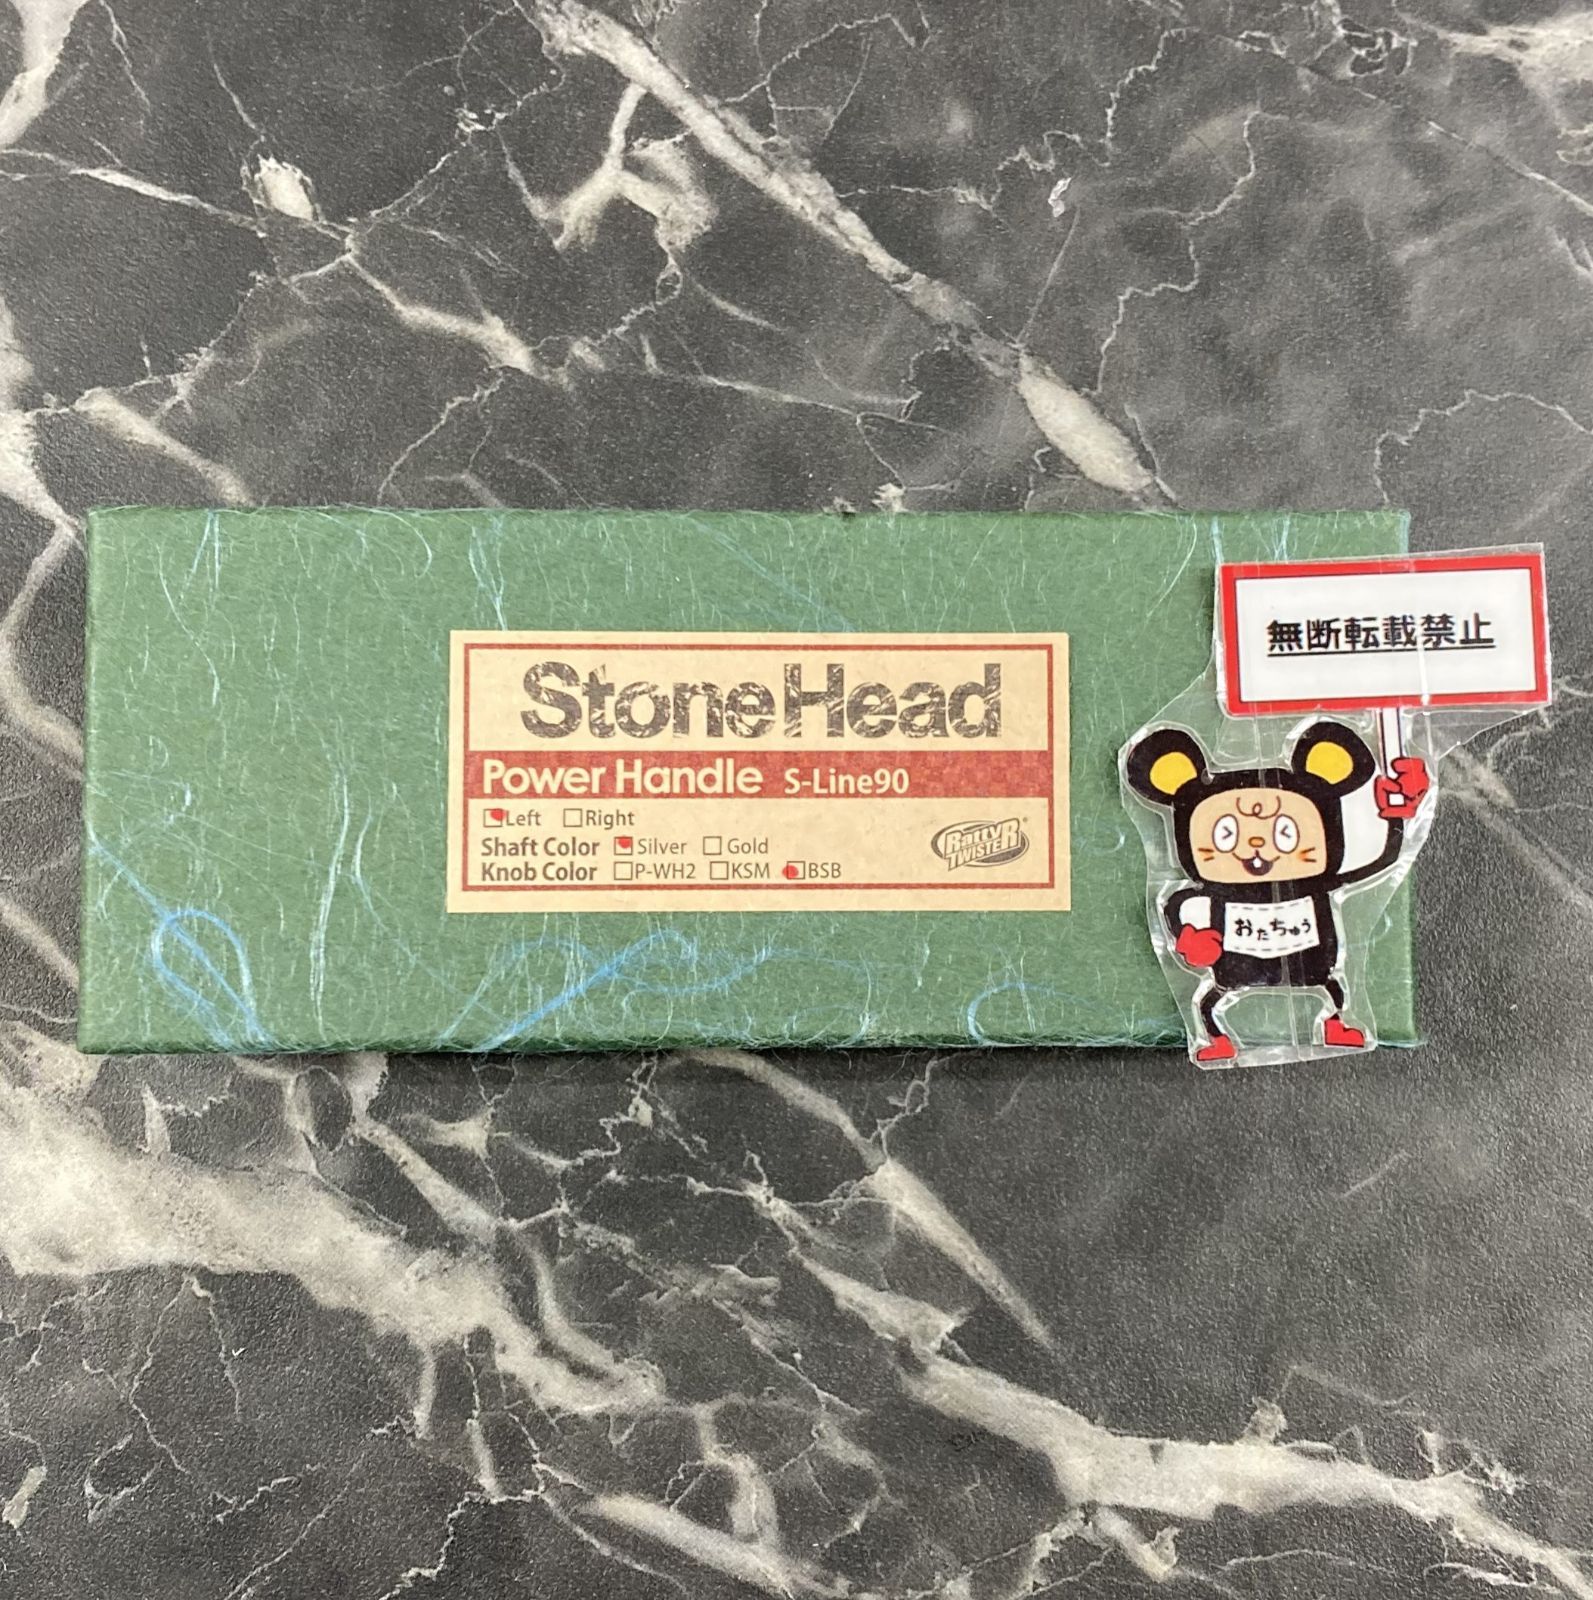 StoneHead
Power Handle S-Line90
Left Right
Shaft Color Silver Gold
Knob Color P-WH2 KSM BSB
RattyR®
TWISTER
無断転載禁止
おたちゅう